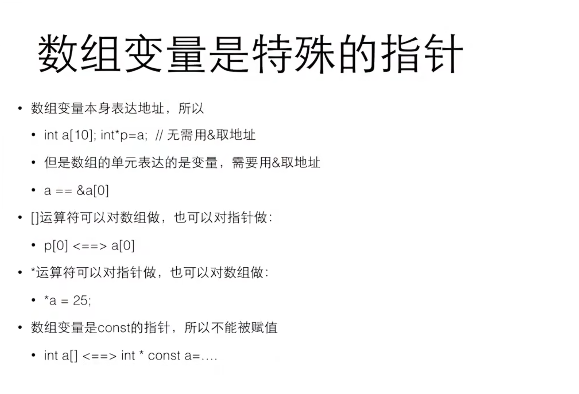 数组变量是特殊的指针
• 数组变量本身表达地址，所以
• int a[10]; int*p=a; // 无需用&取地址
• 但是数组的单元表达的是变量，需要用&取地址
• a == &a[0]
• []运算符可以对数组做，也可以对指针做：
• p[0] <==> a[0]
• *运算符可以对指针做，也可以对数组做：
• *a = 25;
• 数组变量是const的指针，所以不能被赋值
• int a[] <==> int * const a=….